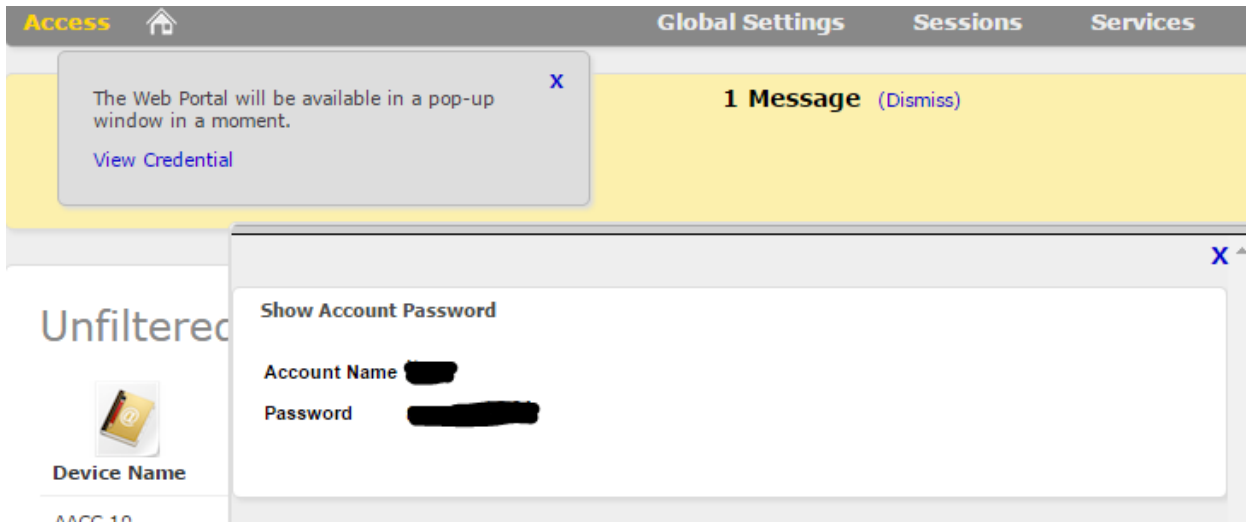 Access Global Settings Sessions Services
The Web Portal will be available in a pop-up
window in a moment.
View Credential
X
1 Message (Dismiss)
X
Unfiltered
Show Account Password
Account Name
Password
Device Name